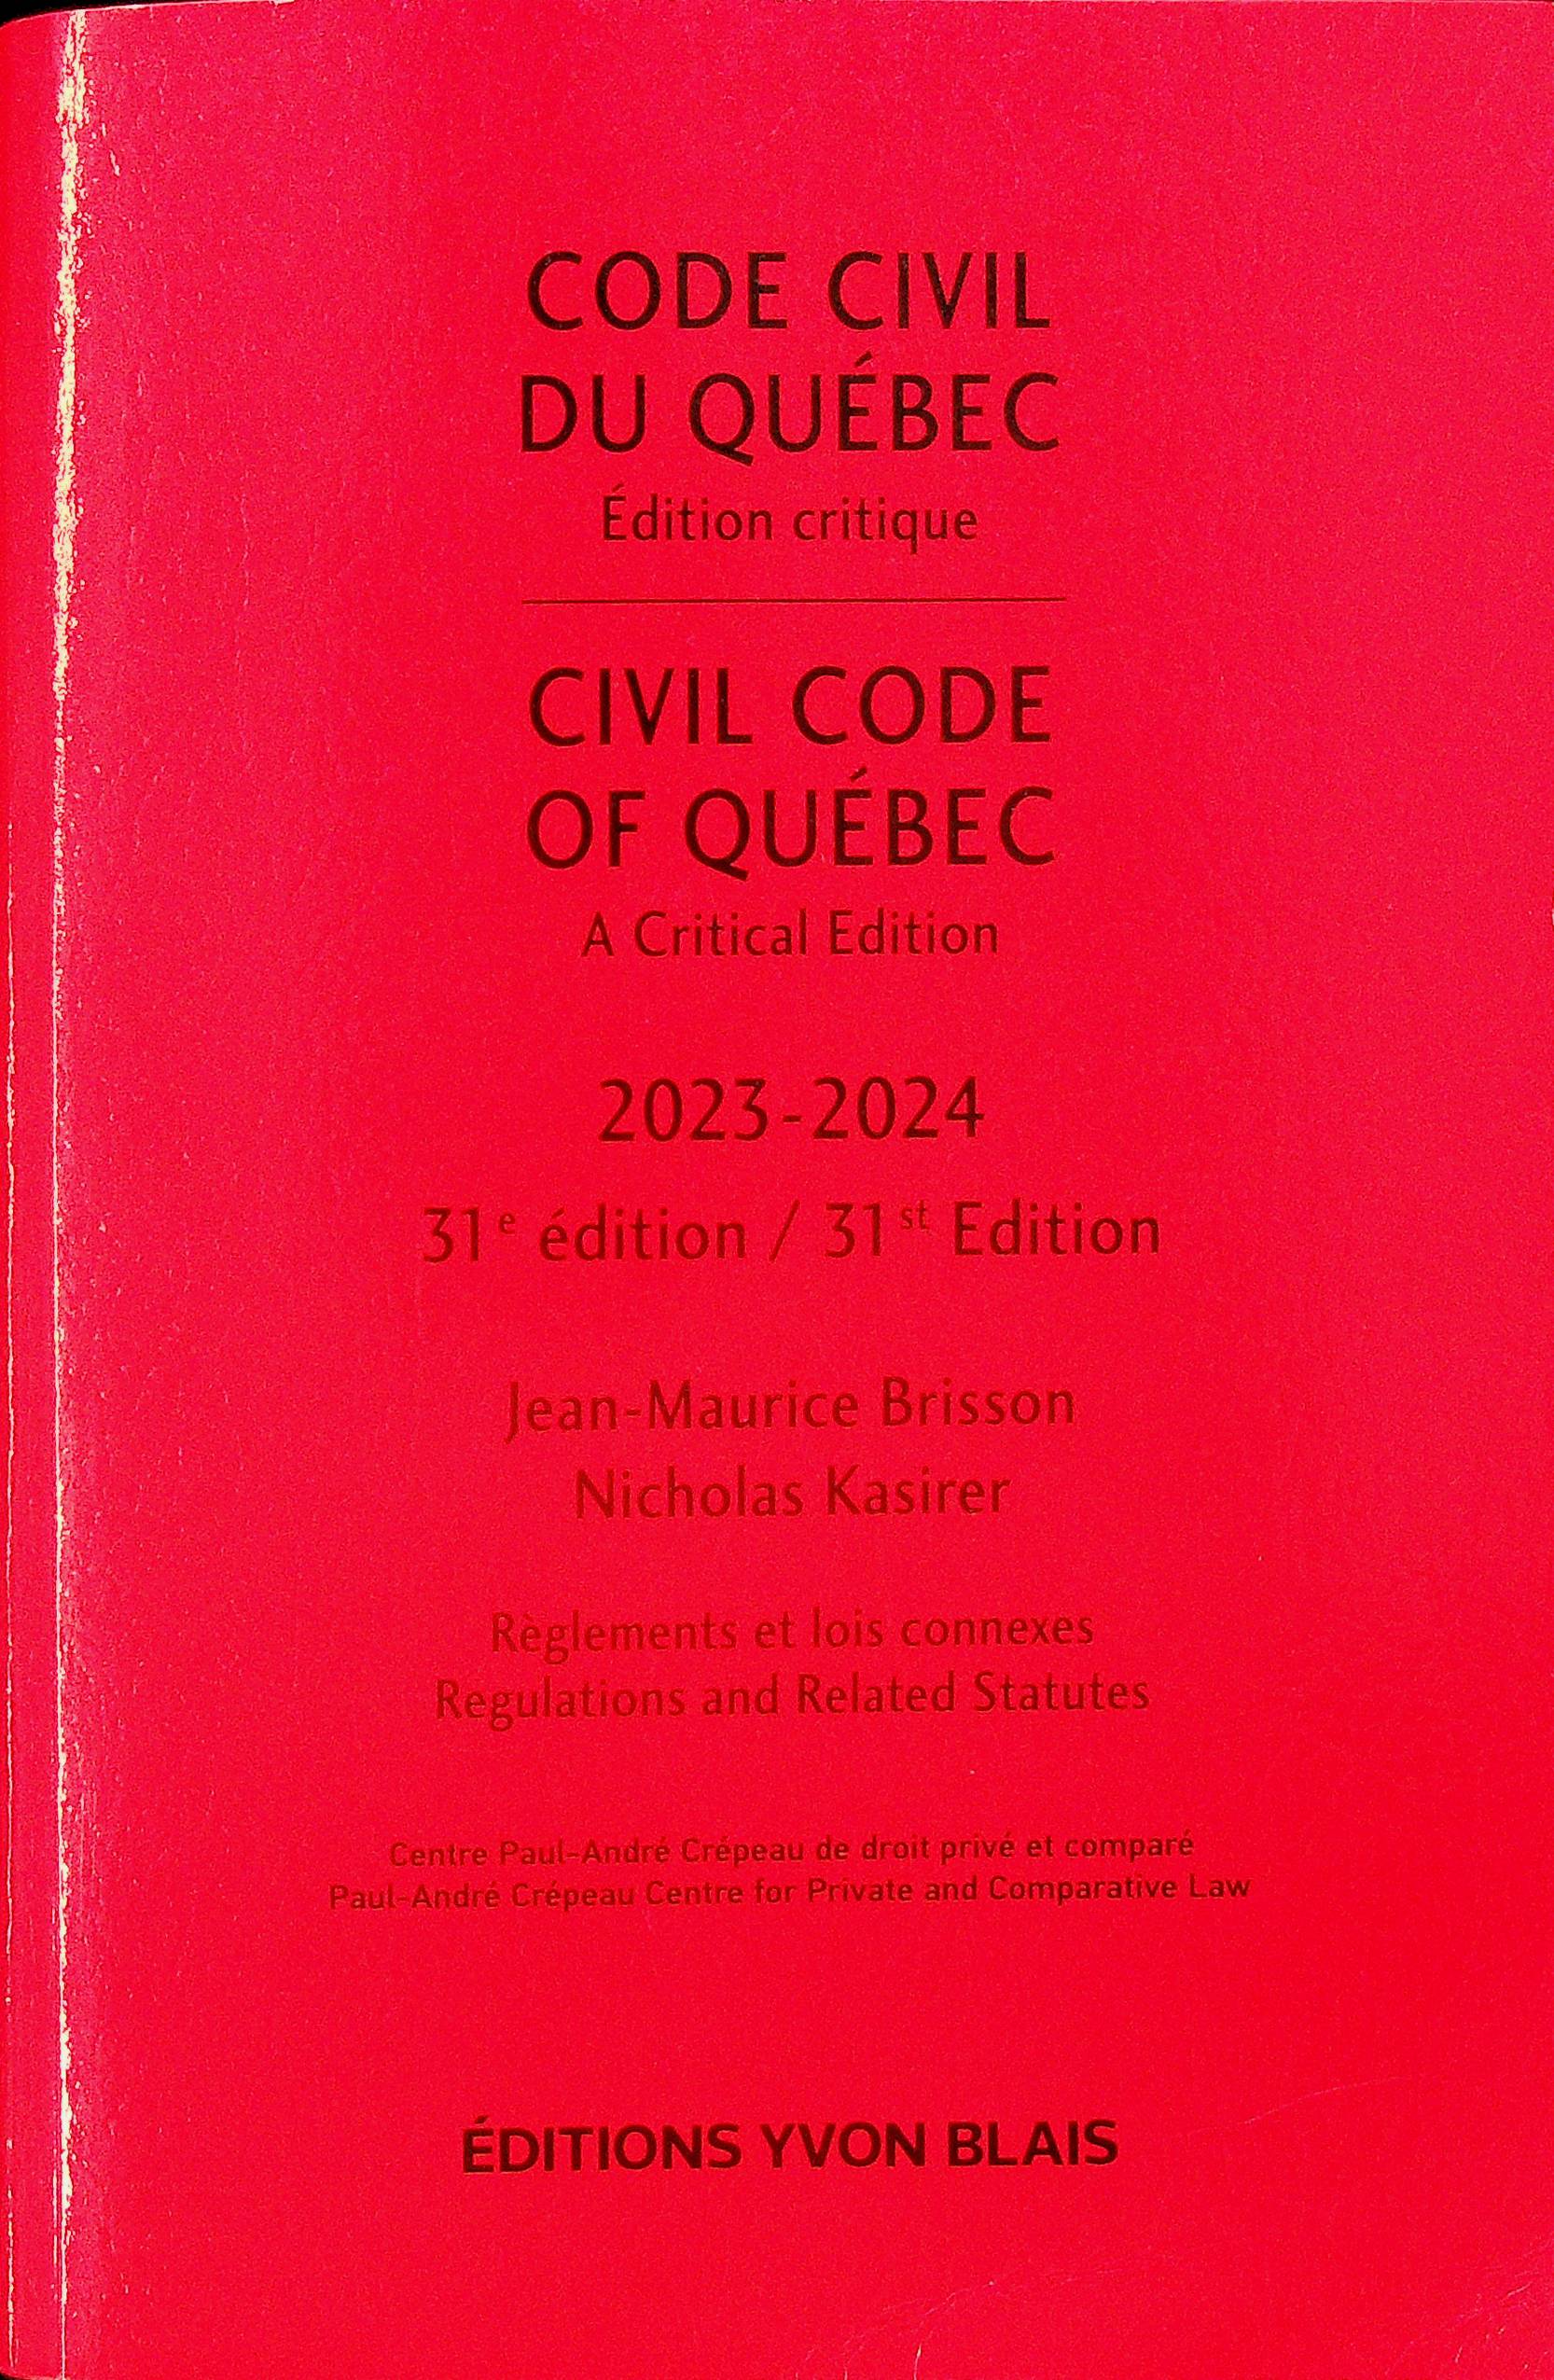 CODE CIVIL
DU QUÉBEC
Édition critique
CIVIL CODE
OF QUÉBEC
A Critical Edition
2023-2024
31e édition / 31st Edition
Jean-Maurice Brisson
Nicholas Kasirer
Règlements et lois connexes
Regulations and Related Statutes
Centre Paul-André Crépeau de droit privé et comparé
Paul-André Crépeau Centre for Private and Comparative Law
ÉDITIONS YVON BLAIS